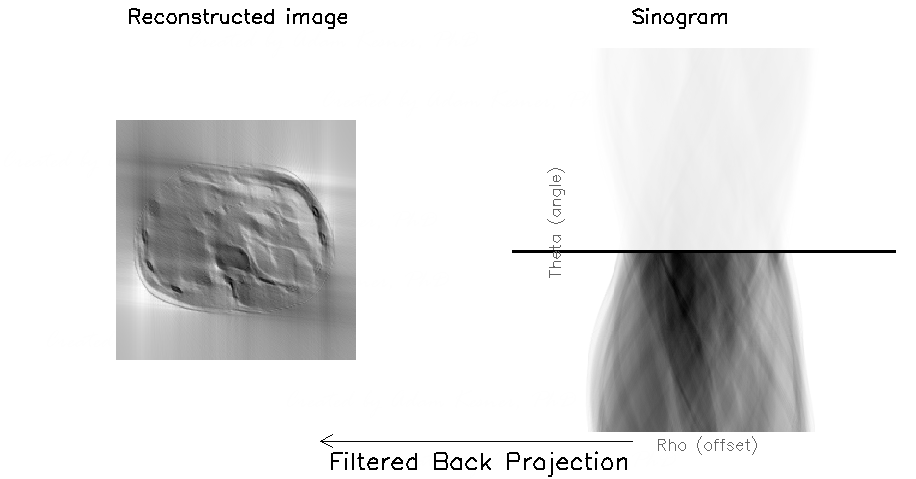 Reconstructed image
Sinogram
Theta (angle)
Rho (offset)
Filtered Back Projection